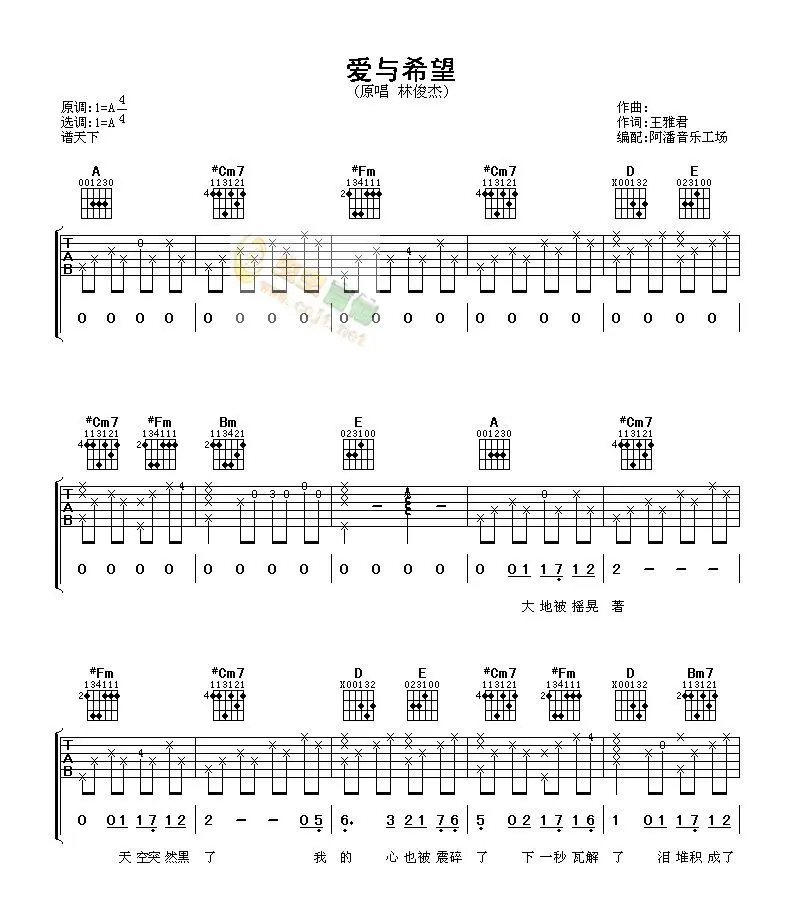 爱与希望
(原唱 林俊杰)
原调:1=A 4/4
选调:1=A
谱天下
作曲:
作词:王雅君
编配:阿潘音乐工场
A #Cm7 #Fm #Cm7 D E
001230 113121 134111 113121 X00132 023100
4 2 4
T A B 0 4
0 0 0 0 | 0 0 0 0 | 0 0 0 0 | 0 0 0 0 | 0 0 0 0 |
#Cm7 #Fm Bm E A #Cm7
113121 134111 113421 023100 001230 113121
4 2 2 4
T A B 4 0 3 0 0 0 - - 0
0 0 0 0 | 0 0 0 0 | 0 0 0 0 | 0 01 17 12 | 2 - - -
大 地被 摇晃 著
#Fm #Cm7 D E #Cm7 #Fm D Bm7
134111 113121 X00132 023100 113121 134111 X00132 113121
2 4 4 2 2
T A B 4 4 0
0 01 17 12 | 2 - - 05 | 6. 3 21 76 | 5 02 17 16 | 1 01 17 12 |
天 空突 然黑 了 我 的 心 也被 震碎 了 下 一秒 瓦解 了 泪 堆积 成了